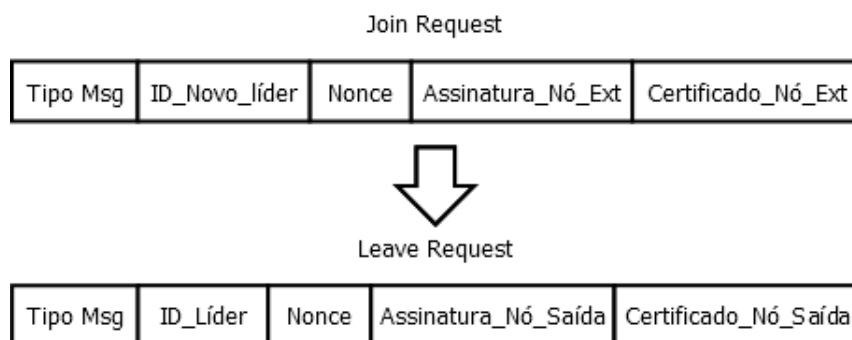 Join Request
Tipo Msg ID_Novo_líder Nonce Assinatura_Nó_Ext Certificado_Nó_Ext
Leave Request
Tipo Msg ID_Líder Nonce Assinatura_Nó_Saída Certificado_Nó_Saída